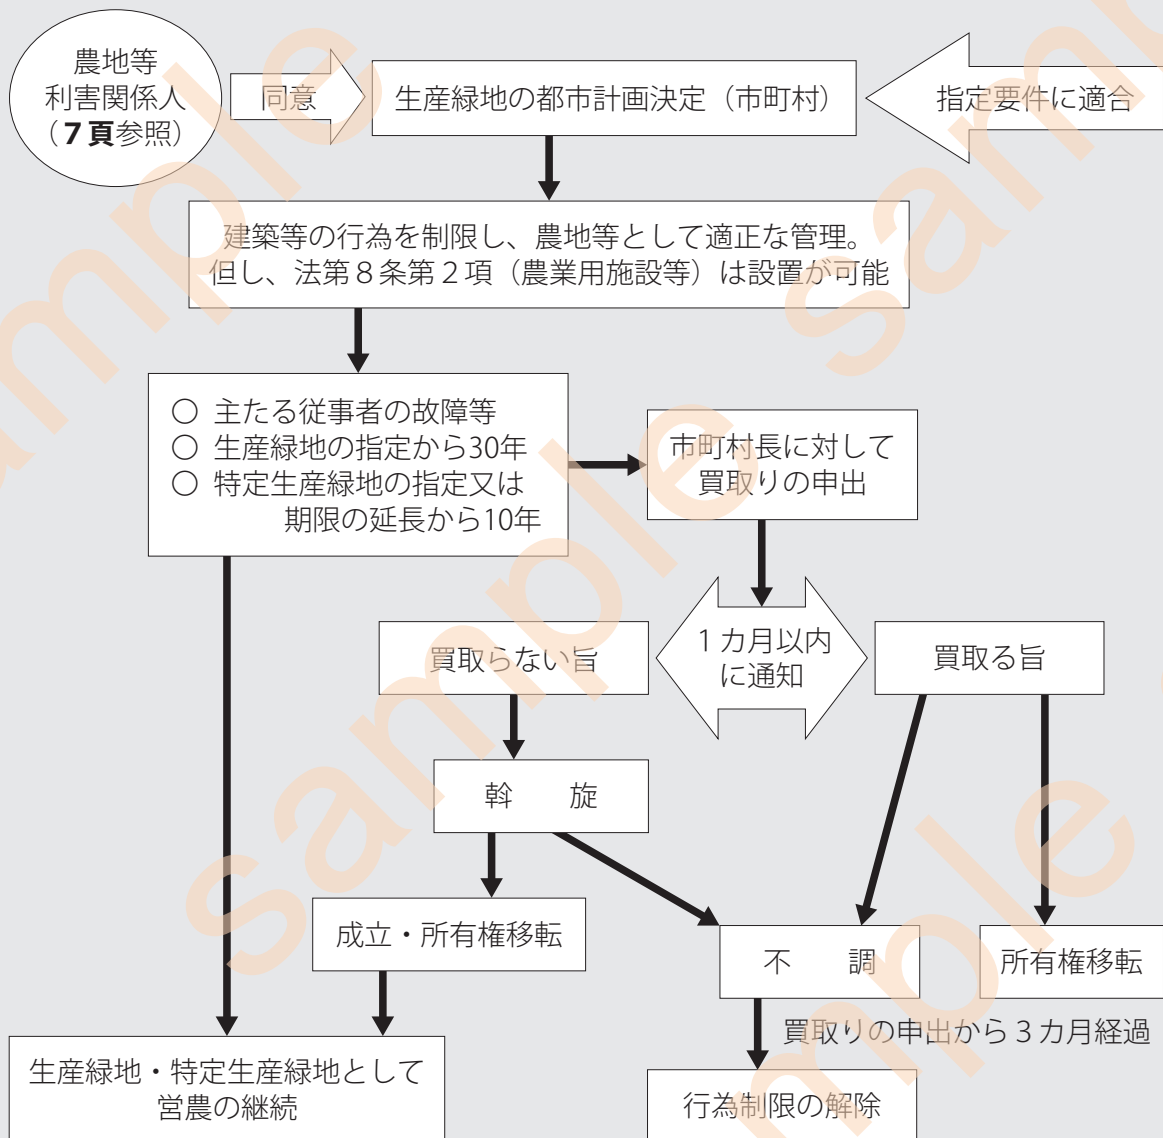 農地等
利害関係人
（７頁参照）
同意
生産緑地の都市計画決定（市町村）
指定要件に適合
建築等の行為を制限し、農地等として適正な管理。
但し、法第８条第２項（農業用施設等）は設置が可能
○ 主たる従事者の故障等
○ 生産緑地の指定から30年
○ 特定生産緑地の指定又は
期限の延長から10年
市町村長に対して
買取りの申出
買取らない旨
１カ月以内
に通知
買取る旨
斡　旋
成立・所有権移転
不　調
所有権移転
買取りの申出から３カ月経過
生産緑地・特定生産緑地として
営農の継続
行為制限の解除
sample
sample
sample
sample